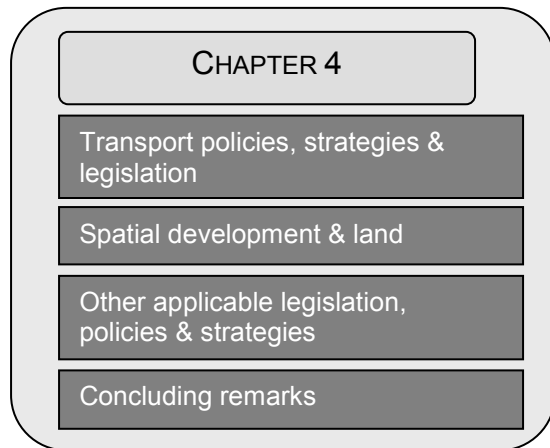 CHAPTER 4
Transport policies, strategies &
legislation
Spatial development & land
Other applicable legislation,
policies & strategies
Concluding remarks